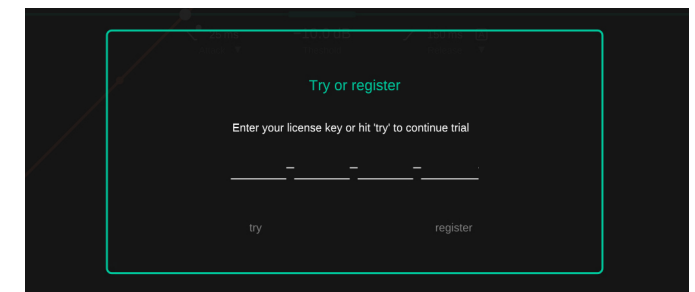 Try or register
Enter your license key or hit 'try' to continue trial
try register